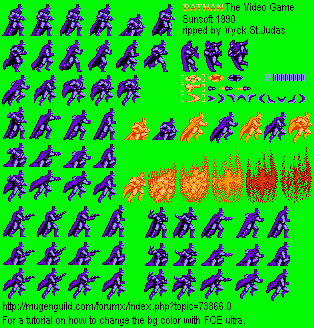 BATMAN The Video Game
Sunsoft 1990
ripped by Vyck St.Judas
http://mugenguild.com/forumx/index.php?topic=73866.0
For a tutorial on how to change the bg color with FCE ultra.